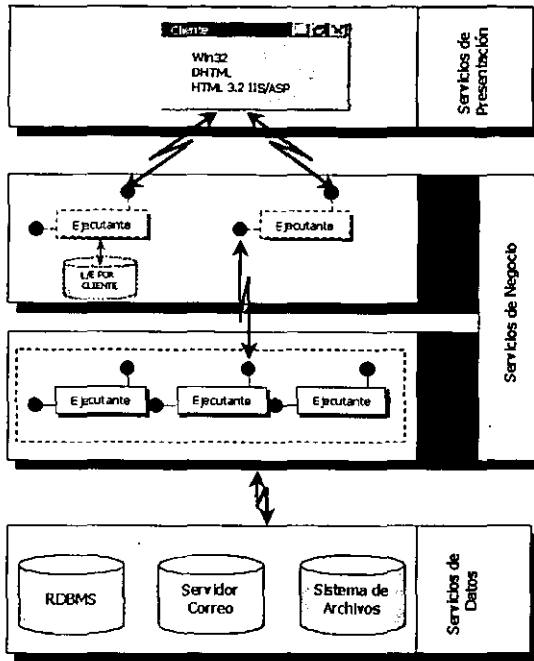 Cliente
Win32
DHTML
HTML 3.2 IIS/ASP
Servicios de
Presentación
Ejecutante
Ejecutante
L/E POR
CLIENTE
Servicios de Negocio
Ejecutante
Ejecutante
Ejecutante
RDBMS
Servidor
Correo
Sistema de
Archivos
Servicios de
Datos